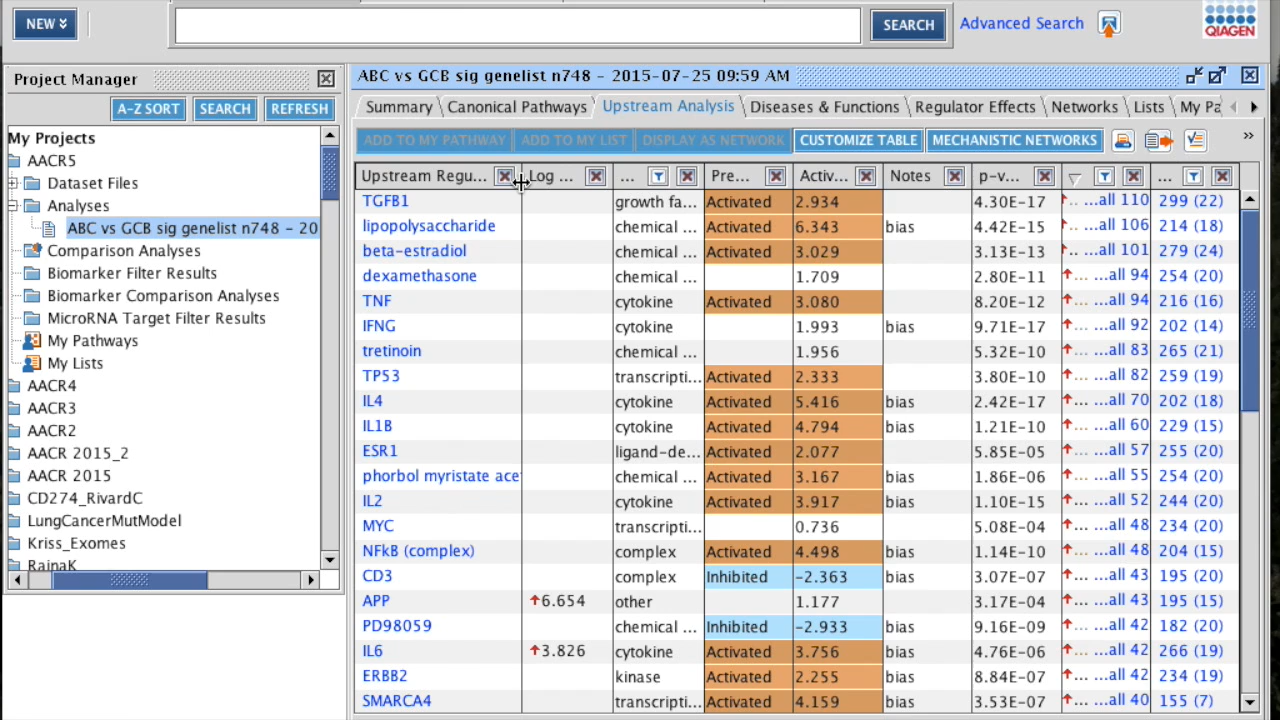 NEW
SEARCH
Advanced Search
QIAGEN
Project Manager
A-Z SORT SEARCH REFRESH
My Projects
AACR5
Dataset Files
Analyses
ABC vs GCB sig genelist n748 - 20
Comparison Analyses
Biomarker Filter Results
Biomarker Comparison Analyses
MicroRNA Target Filter Results
My Pathways
My Lists
AACR4
AACR3
AACR2
AACR 2015_2
AACR 2015
CD274_RivardC
LungCancerMutModel
Kriss_Exomes
RainaK
ABC vs GCB sig genelist n748 - 2015-07-25 09:59 AM
Summary Canonical Pathways Upstream Analysis Diseases & Functions Regulator Effects Networks Lists My Pa
ADD TO MY PATHWAY ADD TO MY LIST DISPLAY AS NETWORK CUSTOMIZE TABLE MECHANISTIC NETWORKS »
Upstream Regu... Log ... ... Pre... Activ... Notes p-v... ...
TGFB1 growth fa... Activated 2.934 4.30E-17 ...all 110 299 (22)
lipopolysaccharide chemical ... Activated 6.343 bias 4.42E-15 ...all 106 214 (18)
beta-estradiol chemical ... Activated 3.029 3.13E-13 ...all 101 279 (24)
dexamethasone chemical ... 1.709 2.80E-11 ... ...all 94 254 (20)
TNF cytokine Activated 3.080 8.20E-12 ... ...all 94 216 (16)
IFNG cytokine 1.993 bias 9.71E-17 ... ...all 92 202 (14)
tretinoin chemical ... 1.956 5.32E-10 ... ...all 83 265 (21)
TP53 transcripti... Activated 2.333 3.80E-10 ... ...all 82 259 (19)
IL4 cytokine Activated 5.416 bias 2.42E-17 ... ...all 70 202 (18)
IL1B cytokine Activated 4.794 bias 1.21E-10 ... ...all 60 229 (15)
ESR1 ligand-de... Activated 2.077 5.85E-05 ... ...all 57 255 (20)
phorbol myristate ace chemical ... Activated 3.167 bias 1.86E-06 ... ...all 55 254 (20)
IL2 cytokine Activated 3.917 bias 1.10E-15 ... ...all 52 244 (20)
MYC transcripti... 0.736 5.08E-04 ... ...all 48 234 (20)
NFkB (complex) complex Activated 4.498 bias 1.14E-10 ... ...all 48 204 (15)
CD3 complex Inhibited -2.363 bias 3.07E-07 ... ...all 43 195 (20)
APP ↑6.654 other 1.177 3.17E-04 ... ...all 43 195 (15)
PD98059 chemical ... Inhibited -2.933 bias 9.16E-09 ... ...all 42 182 (20)
IL6 ↑3.826 cytokine Activated 3.756 bias 4.76E-06 ... ...all 42 266 (19)
ERBB2 kinase Activated 2.255 bias 8.84E-07 ... ...all 42 234 (19)
SMARCA4 transcripti... Activated 4.159 bias 3.53E-07 ... ...all 40 155 (7)